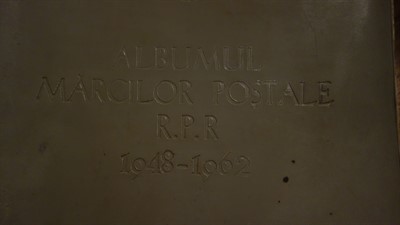 ALBUMUL
MĂRCILOR POȘTALE
R.P.R
1948-1962